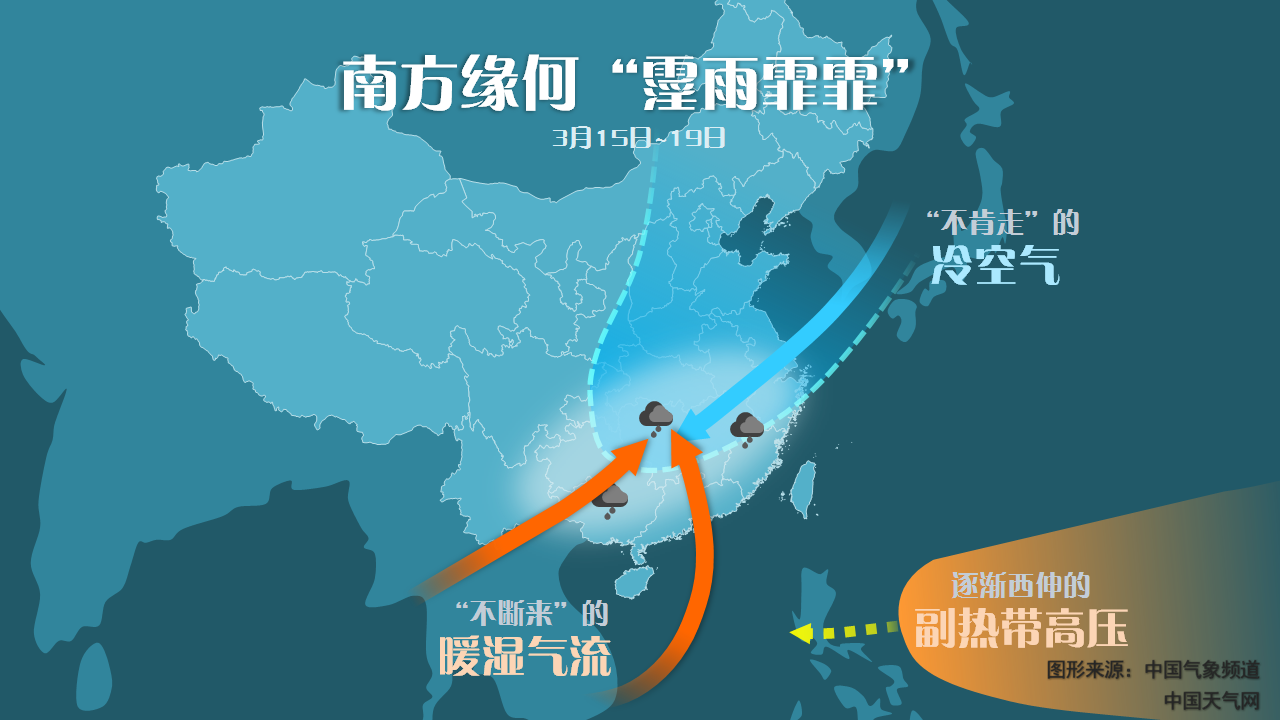 南方缘何“霪雨霏霏”
3月15日~19日
“不肯走”的
冷空气
“不断来”的
暖湿气流
逐渐西伸的
副热带高压
图形来源：中国气象频道
中国天气网